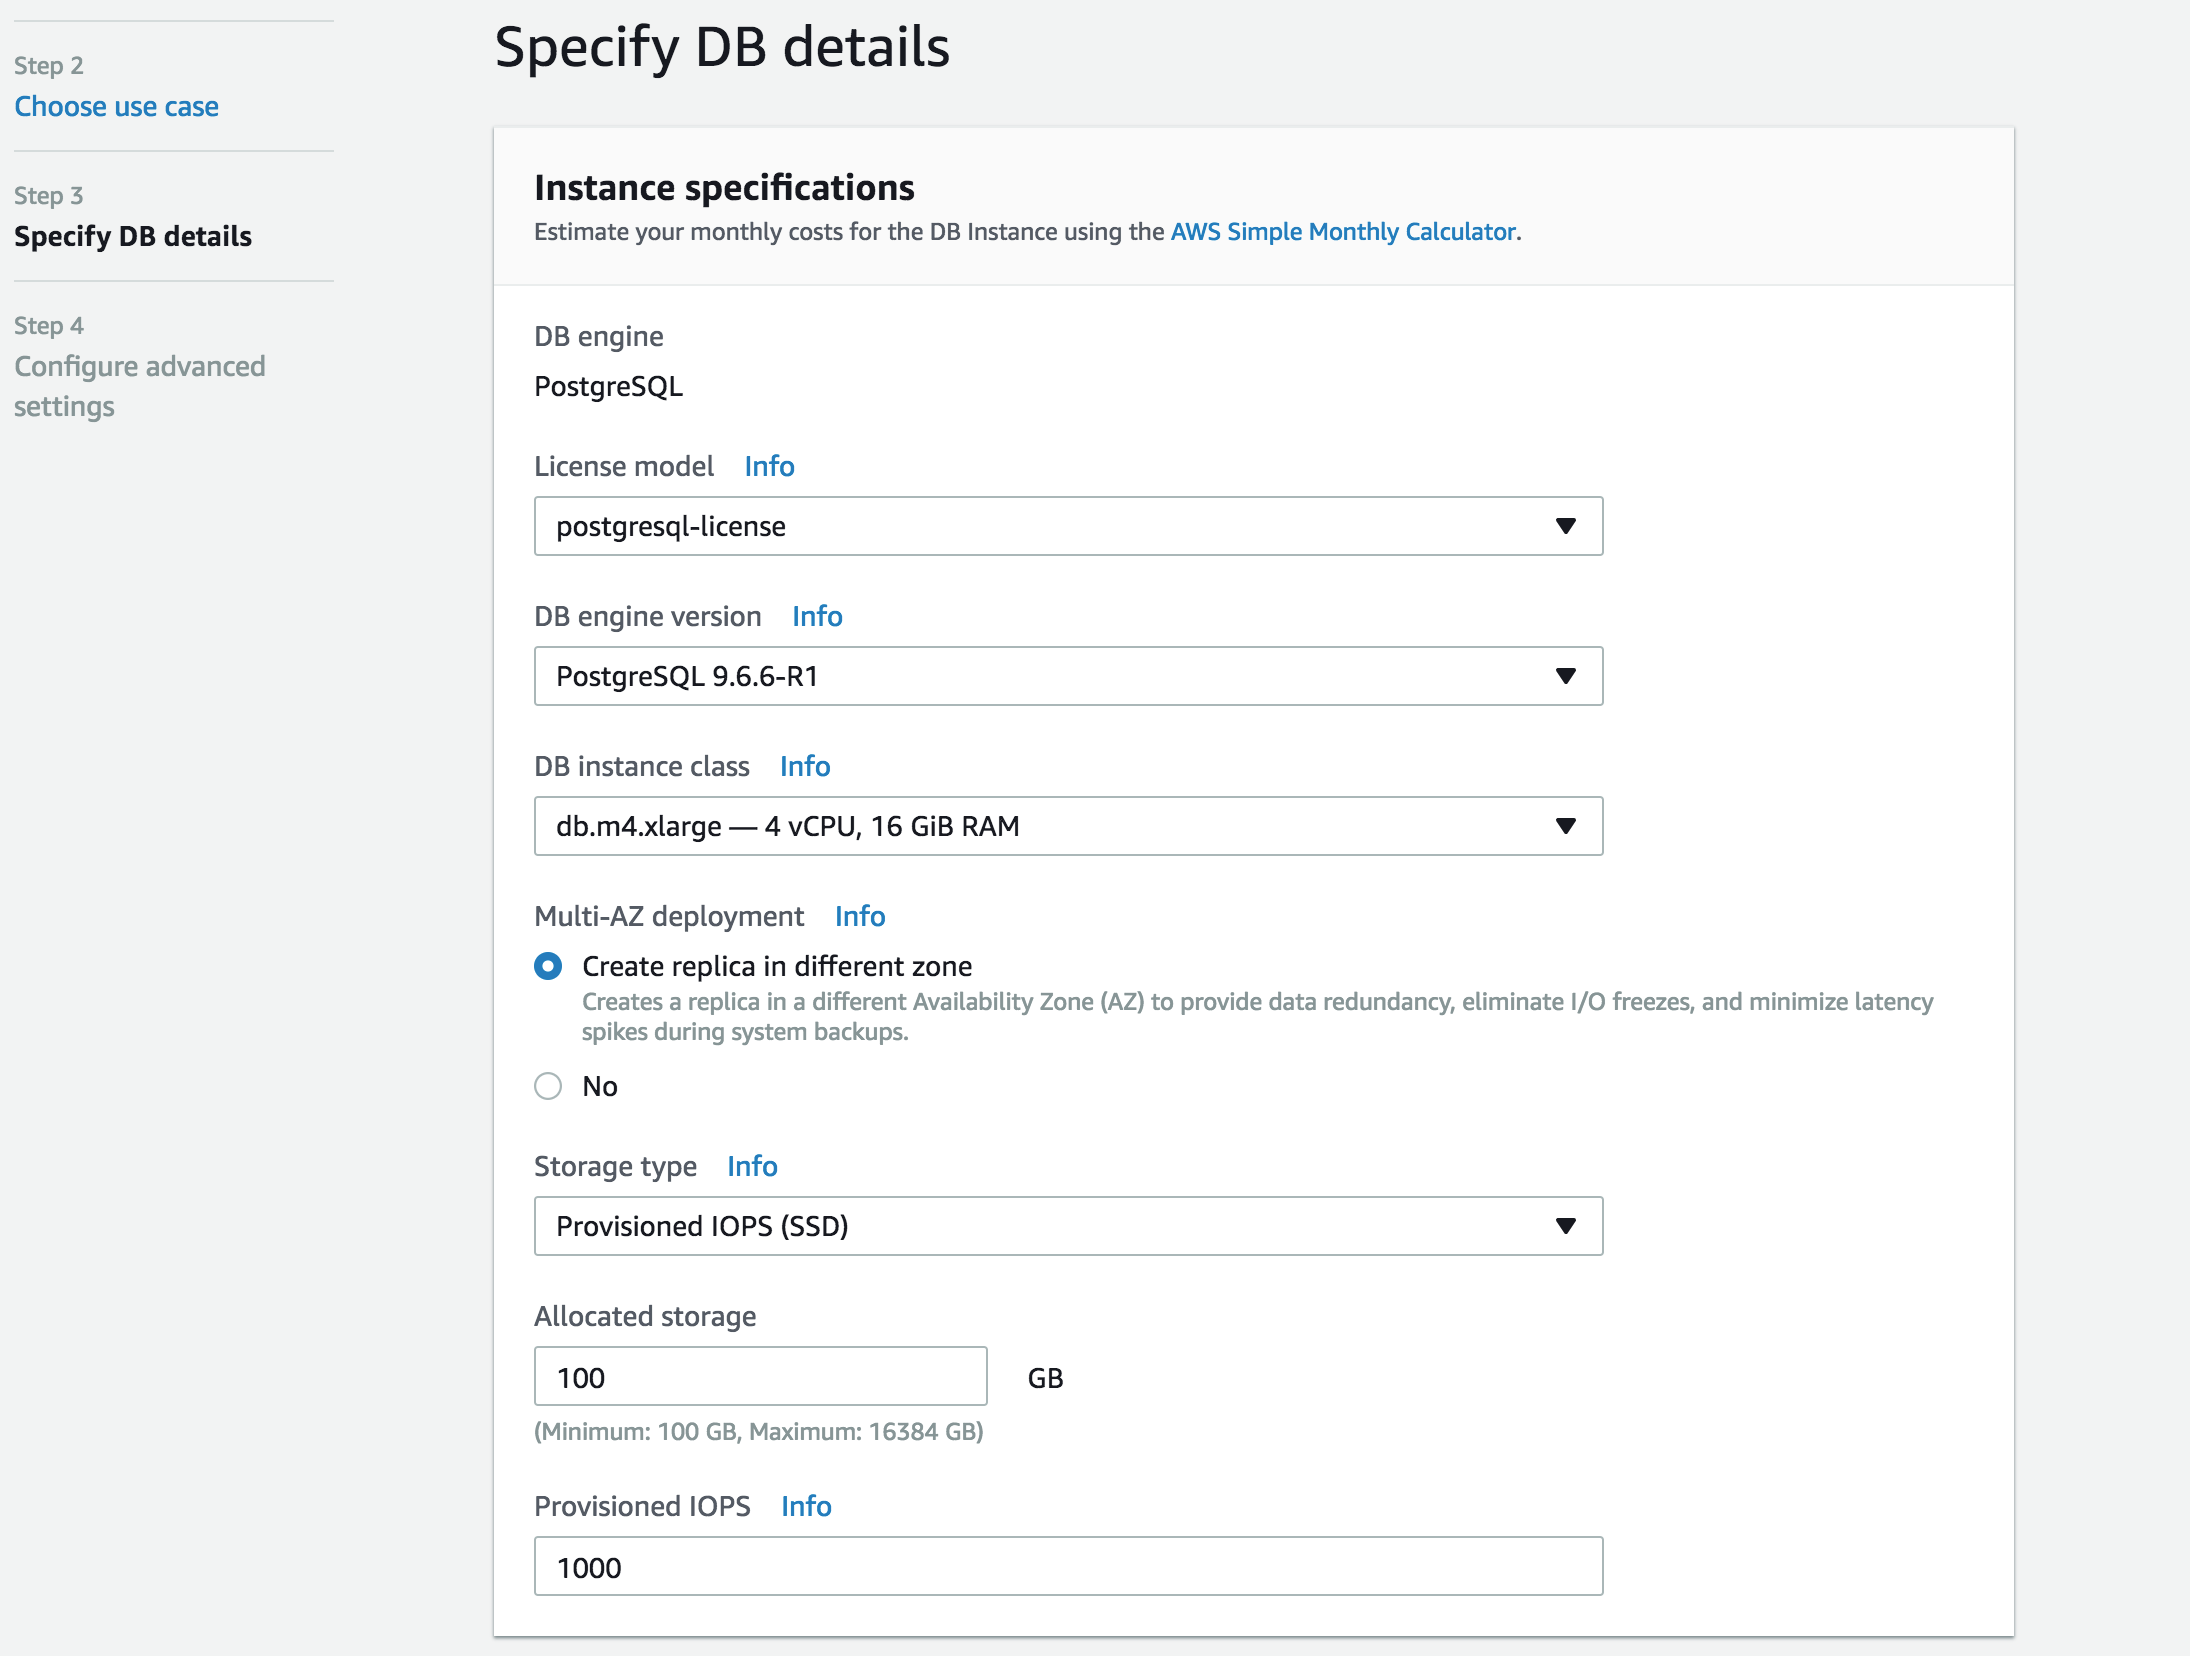 Step 2
Choose use case
Step 3
Specify DB details
Step 4
Configure advanced
settings
Specify DB details
Instance specifications
Estimate your monthly costs for the DB Instance using the AWS Simple Monthly Calculator.
DB engine
PostgreSQL
License model Info
postgresql-license
DB engine version Info
PostgreSQL 9.6.6-R1
DB instance class Info
db.m4.xlarge — 4 vCPU, 16 GiB RAM
Multi-AZ deployment Info
Create replica in different zone
Creates a replica in a different Availability Zone (AZ) to provide data redundancy, eliminate I/O freezes, and minimize latency
spikes during system backups.
No
Storage type Info
Provisioned IOPS (SSD)
Allocated storage
100 GB
(Minimum: 100 GB, Maximum: 16384 GB)
Provisioned IOPS Info
1000